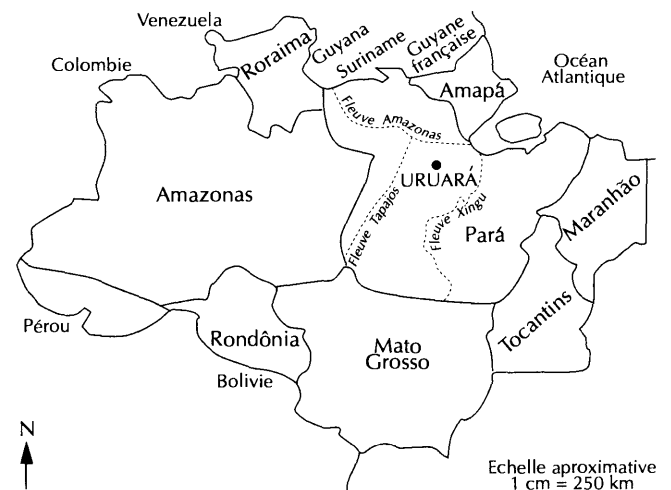 Venezuela
Colombie
Roraima
Guyana
Suriname
Guyane
française
Océan
Atlantique
Amapá
Fleuve Amazonas
URUARÁ
Amazonas
Fleuve Tapajos
Fleuve Xingu
Pará
Maranhão
Tocantins
Pérou
Rondônia
Mato
Grosso
Bolivie
N
Echelle aproximative
1 cm = 250 km